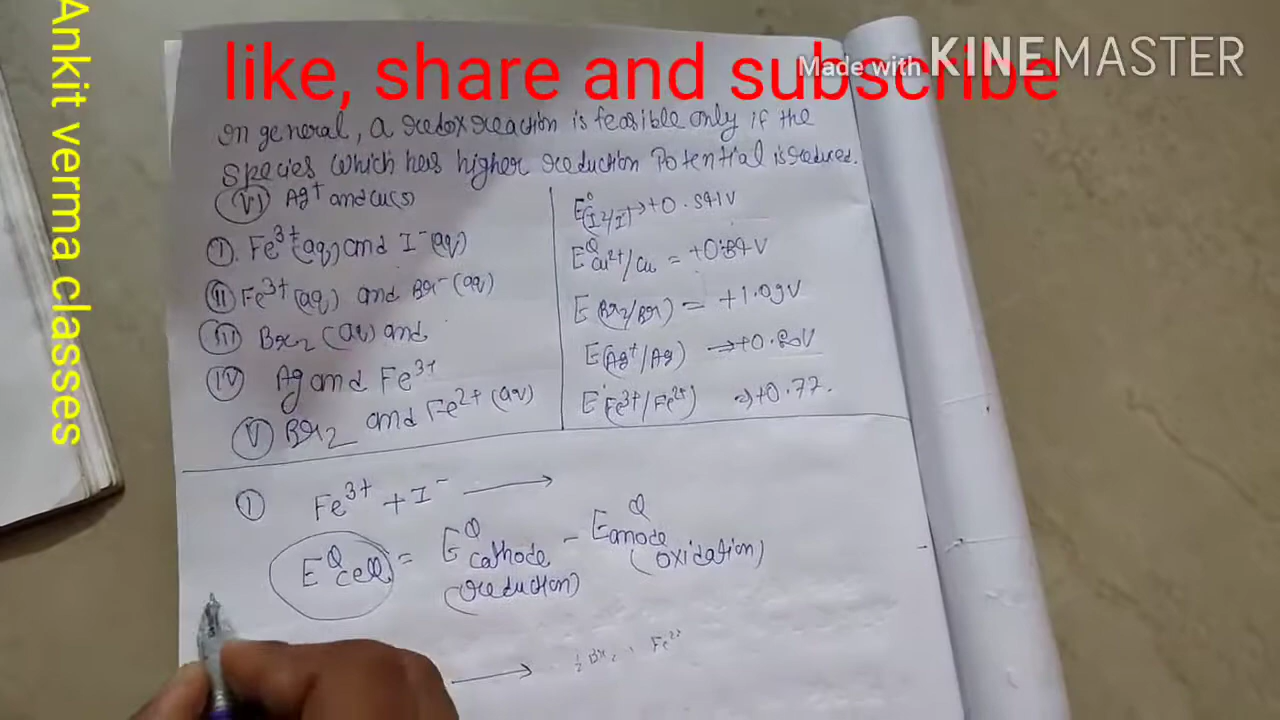 Ankit verma classes
like, share and subscribe
Made with KINEMASTER
In general, a redox reaction is feasible only if the
species which has higher reduction Potential is reduced.
VI Ag⁺ and Cu(s)
I. Fe³⁺(aq) and I⁻(aq)
II Fe³⁺(aq) and Br⁻(aq)
III Br₂ (aq) and
IV Ag and Fe³⁺
V Br₂ and Fe²⁺(aq)
E°(I₂/I⁻) → +0.541V
E° Cu²⁺/Cu = +0.34V
E(Br₂/Br) = +1.09V
E(Ag⁺/Ag) → +0.80V
E°Fe³⁺/Fe²⁺) ⇒ +0.77.
I Fe³⁺ + I⁻ ⟶
E°cell = E°cathode - E°anode
(reduction) (oxidation)
⟶ ½ Br₂ + Fe²⁺